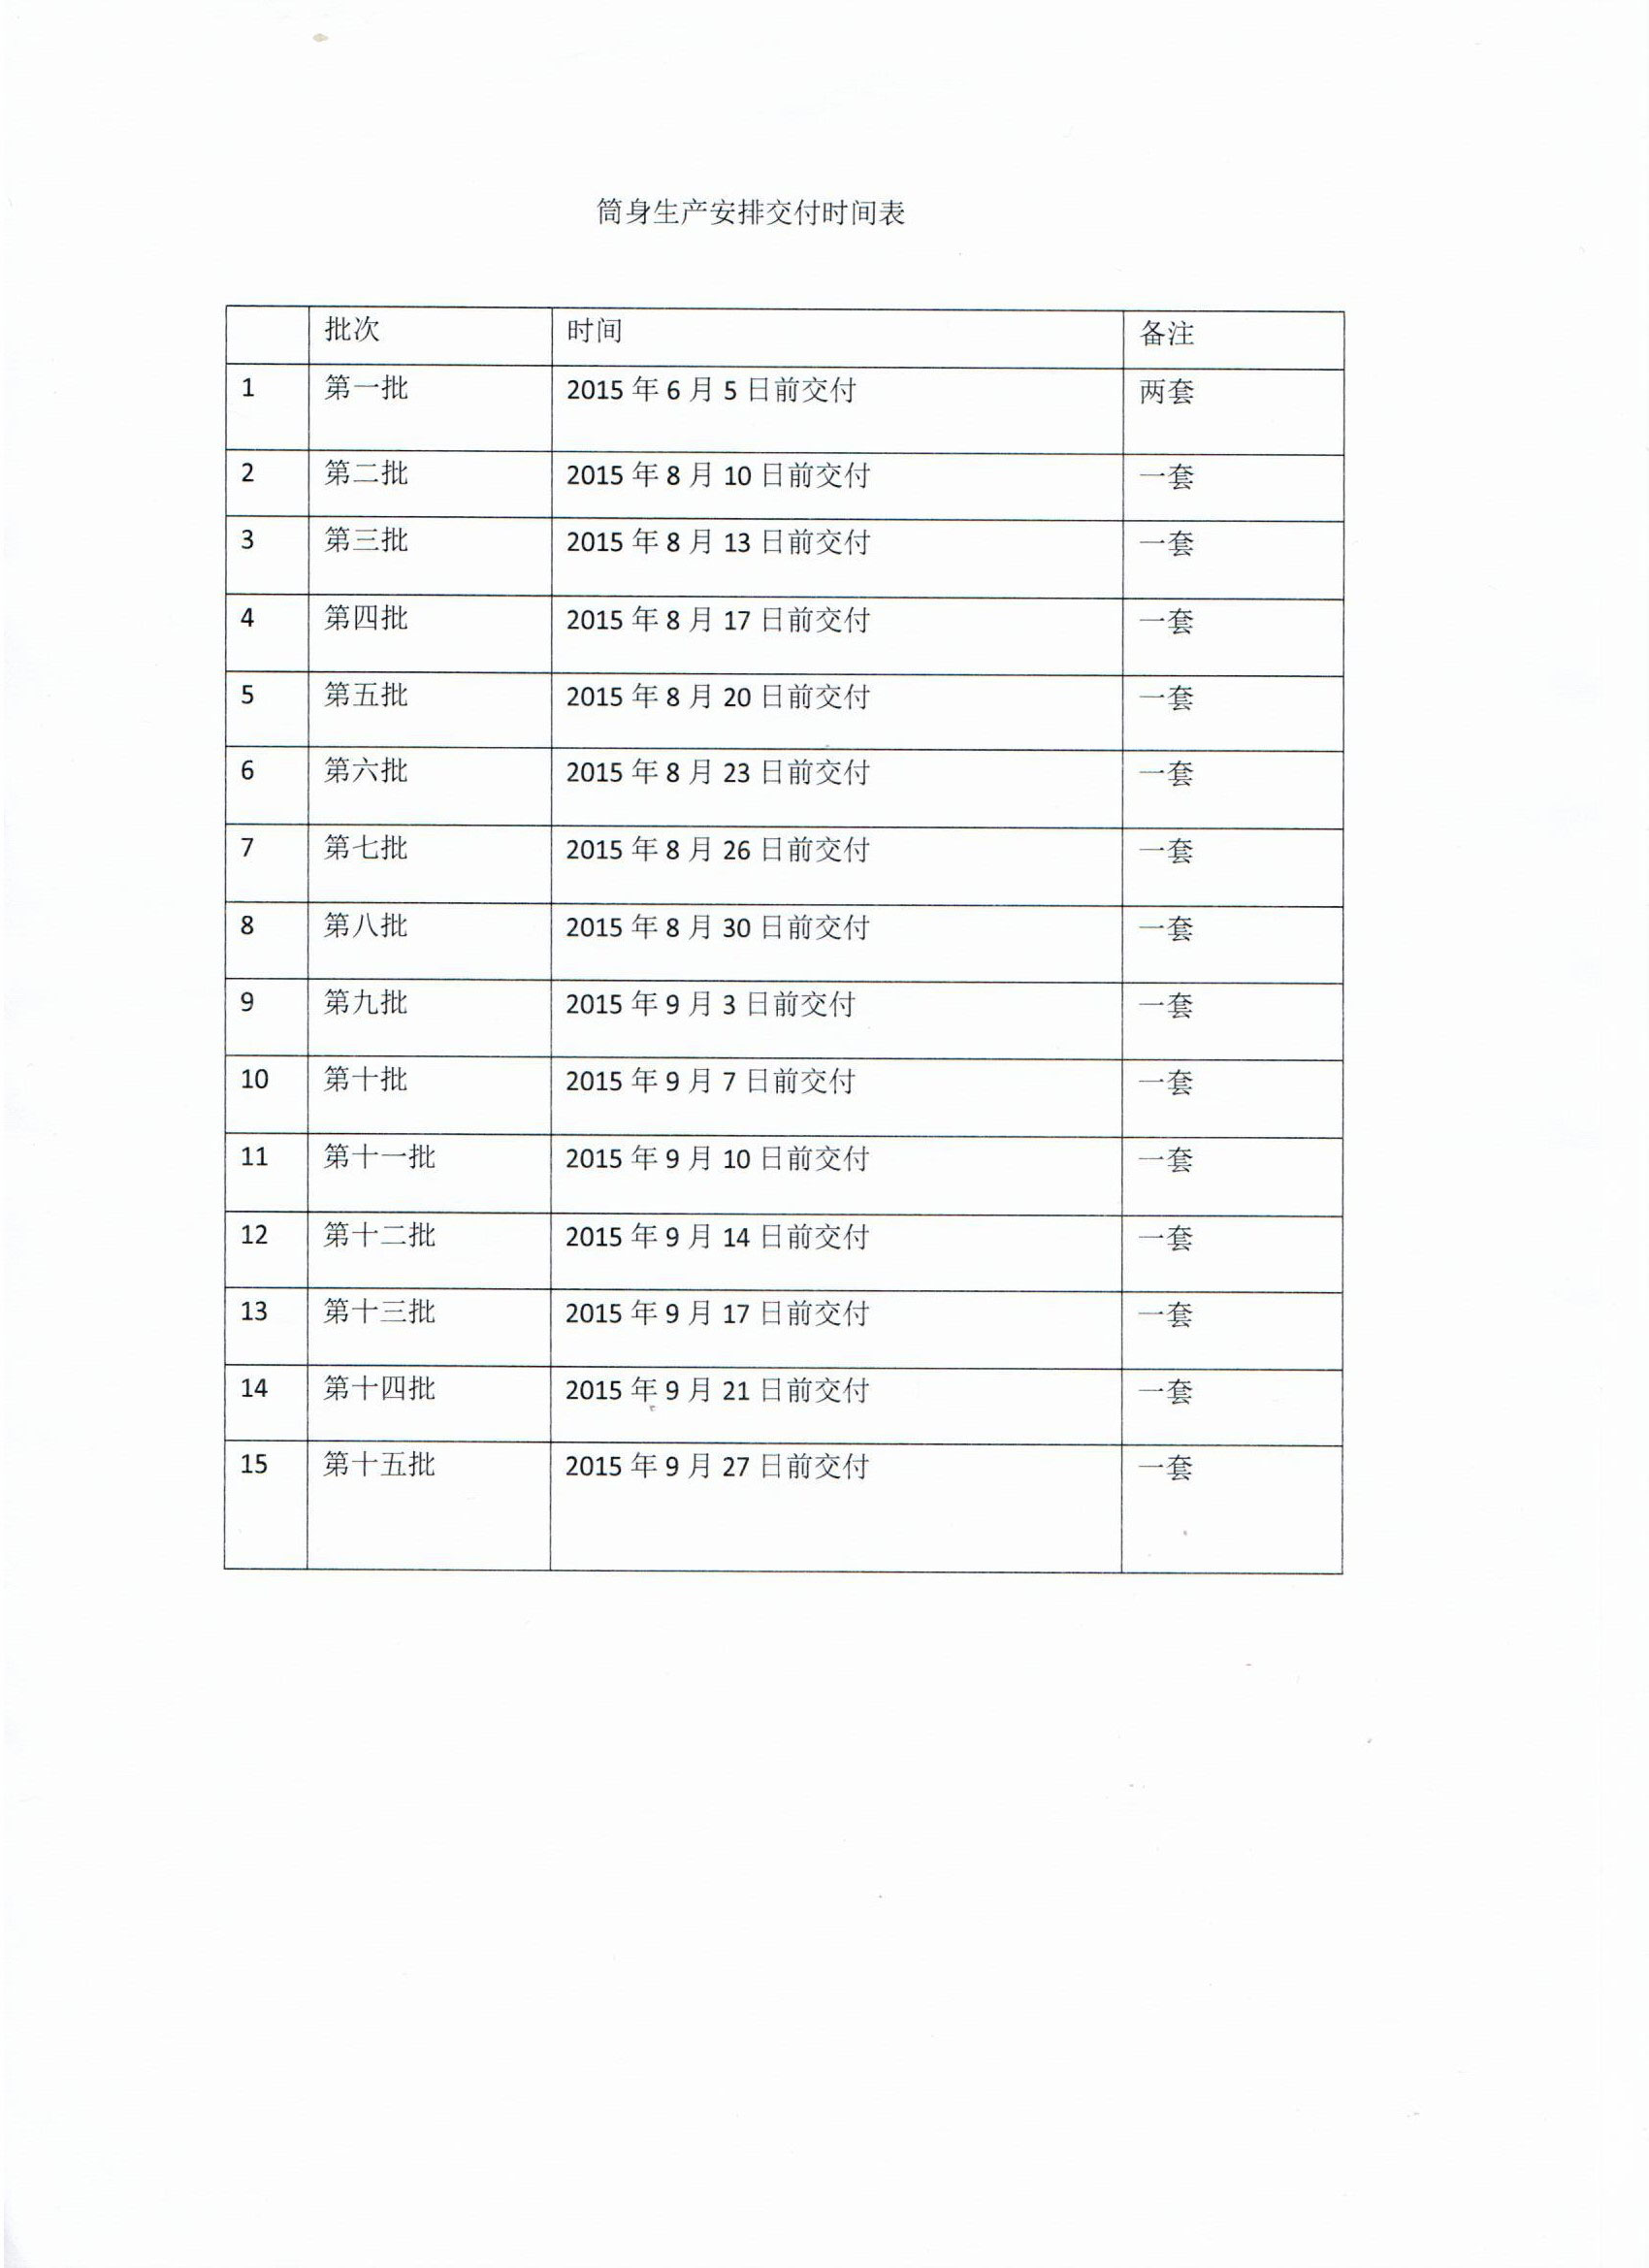 筒身生产安排交付时间表
批次 时间 备注
1 第一批 2015 年 6 月 5 日前交付 两套
2 第二批 2015 年 8 月 10 日前交付 一套
3 第三批 2015 年 8 月 13 日前交付 一套
4 第四批 2015 年 8 月 17 日前交付 一套
5 第五批 2015 年 8 月 20 日前交付 一套
6 第六批 2015 年 8 月 23 日前交付 一套
7 第七批 2015 年 8 月 26 日前交付 一套
8 第八批 2015 年 8 月 30 日前交付 一套
9 第九批 2015 年 9 月 3 日前交付 一套
10 第十批 2015 年 9 月 7 日前交付 一套
11 第十一批 2015 年 9 月 10 日前交付 一套
12 第十二批 2015 年 9 月 14 日前交付 一套
13 第十三批 2015 年 9 月 17 日前交付 一套
14 第十四批 2015 年 9 月 21 日前交付 一套
15 第十五批 2015 年 9 月 27 日前交付 一套